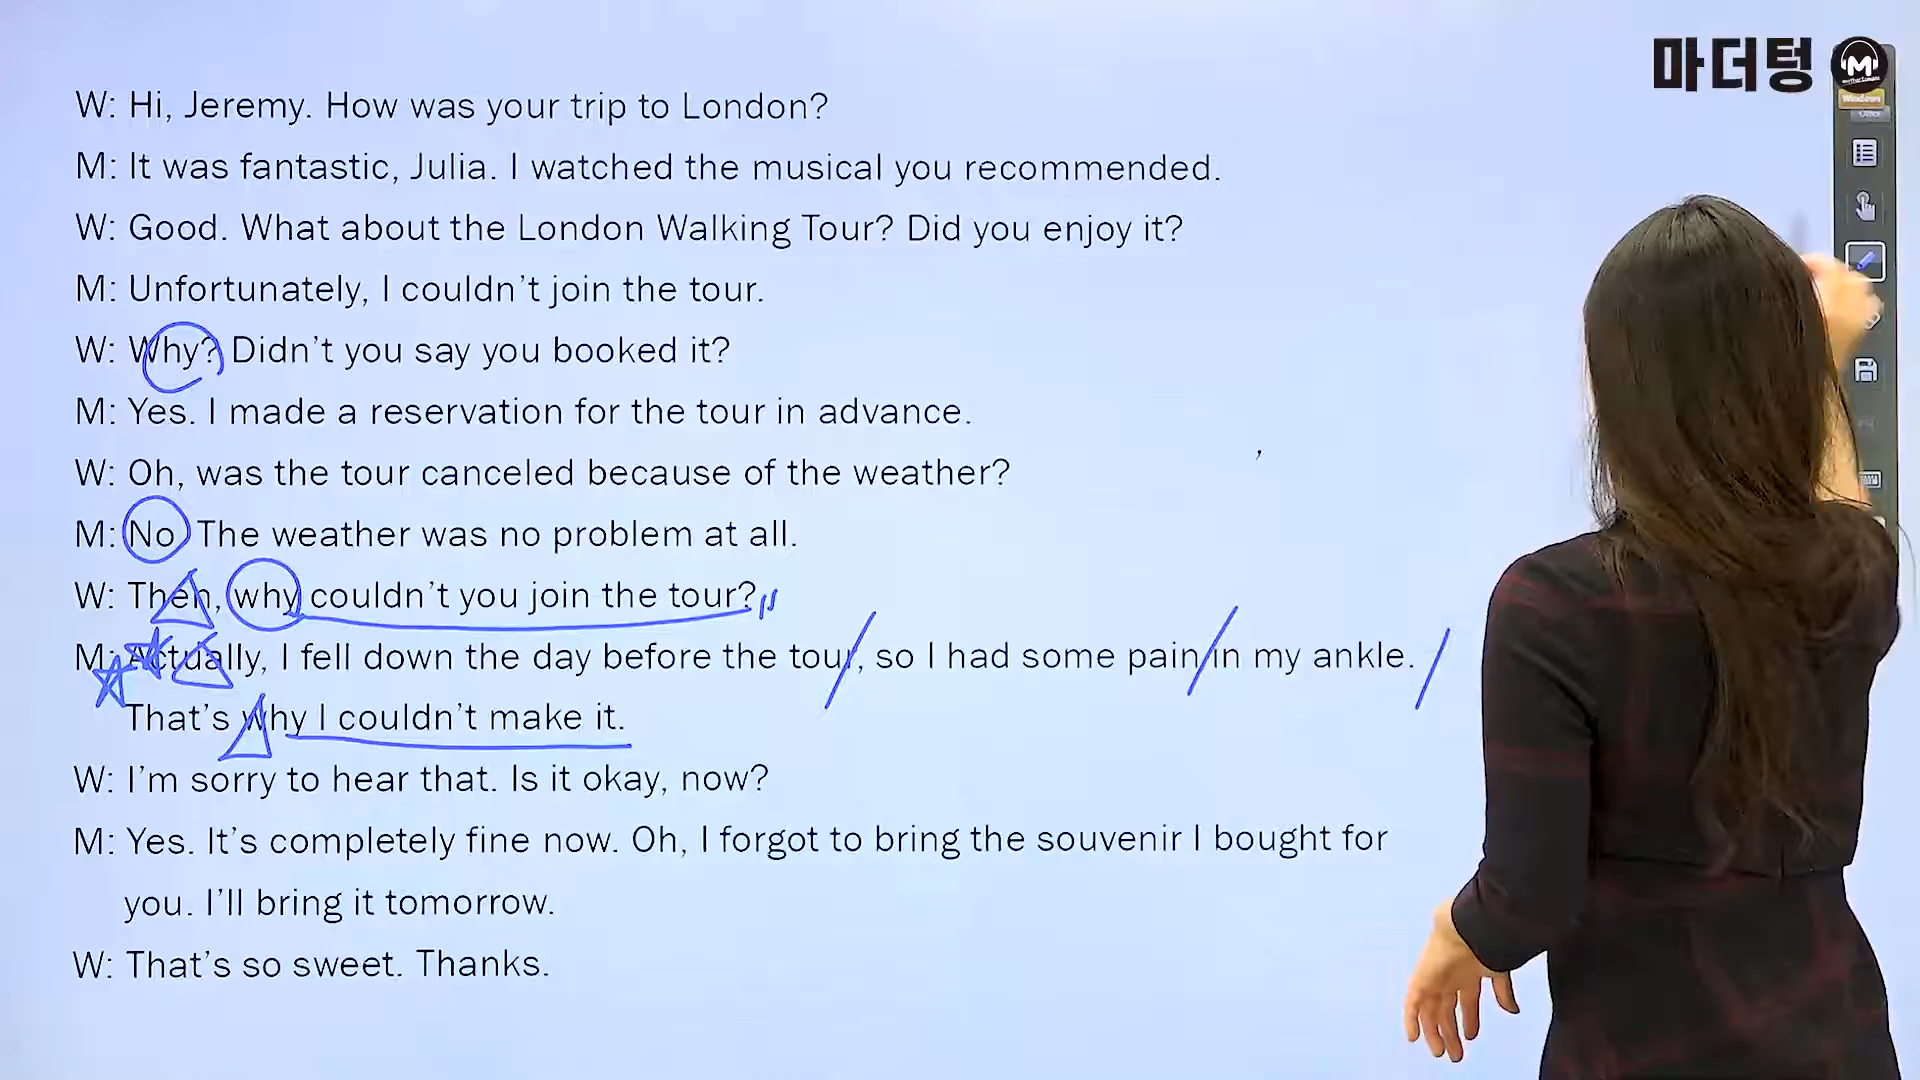 마더텅
M
Windows
W: Hi, Jeremy. How was your trip to London?
M: It was fantastic, Julia. I watched the musical you recommended.
W: Good. What about the London Walking Tour? Did you enjoy it?
M: Unfortunately, I couldn't join the tour.
W: Why? Didn't you say you booked it?
M: Yes. I made a reservation for the tour in advance.
W: Oh, was the tour canceled because of the weather?
M: No. The weather was no problem at all.
W: Then, why couldn't you join the tour?
M: Actually, I fell down the day before the tour, so I had some pain in my ankle.
That's why I couldn't make it.
W: I'm sorry to hear that. Is it okay, now?
M: Yes. It's completely fine now. Oh, I forgot to bring the souvenir I bought for
you. I'll bring it tomorrow.
W: That's so sweet. Thanks.